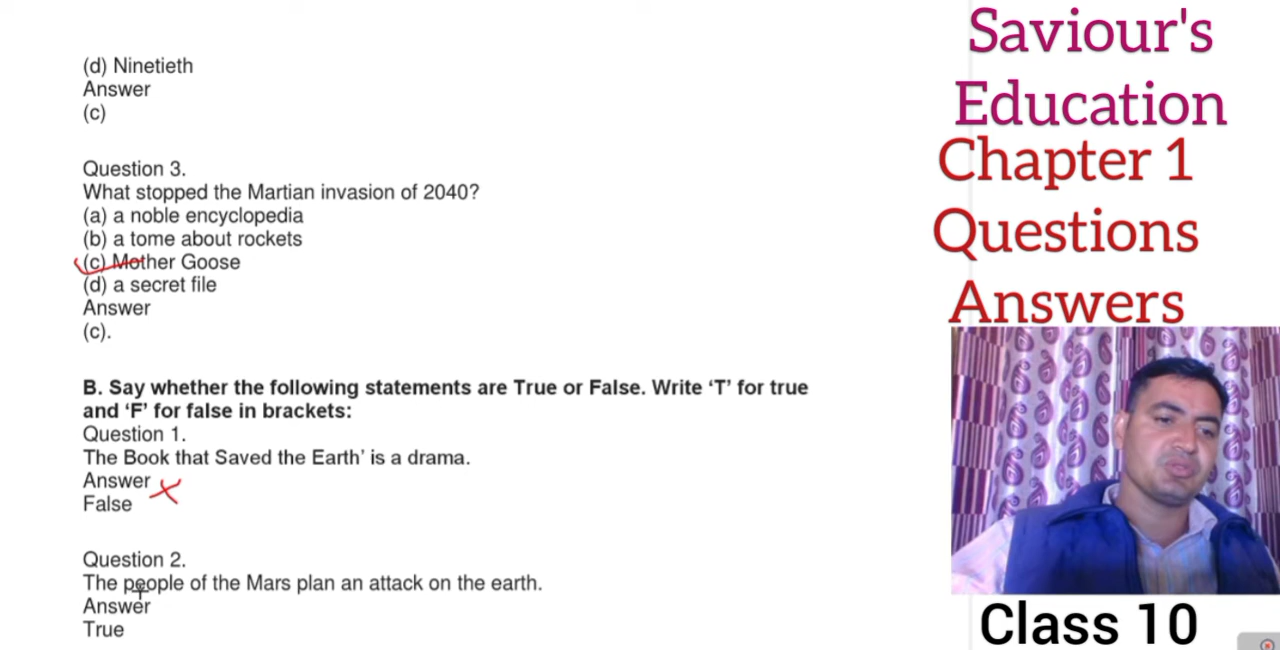 (d) Ninetieth
Answer
(c)
Question 3.
What stopped the Martian invasion of 2040?
(a) a noble encyclopedia
(b) a tome about rockets
(c) Mother Goose
(d) a secret file
Answer
(c).
B. Say whether the following statements are True or False. Write ‘T’ for true
and ‘F’ for false in brackets:
Question 1.
The Book that Saved the Earth’ is a drama.
Answer
False
Question 2.
The people of the Mars plan an attack on the earth.
Answer
True
Saviour's
Education
Chapter 1
Questions
Answers
Class 10